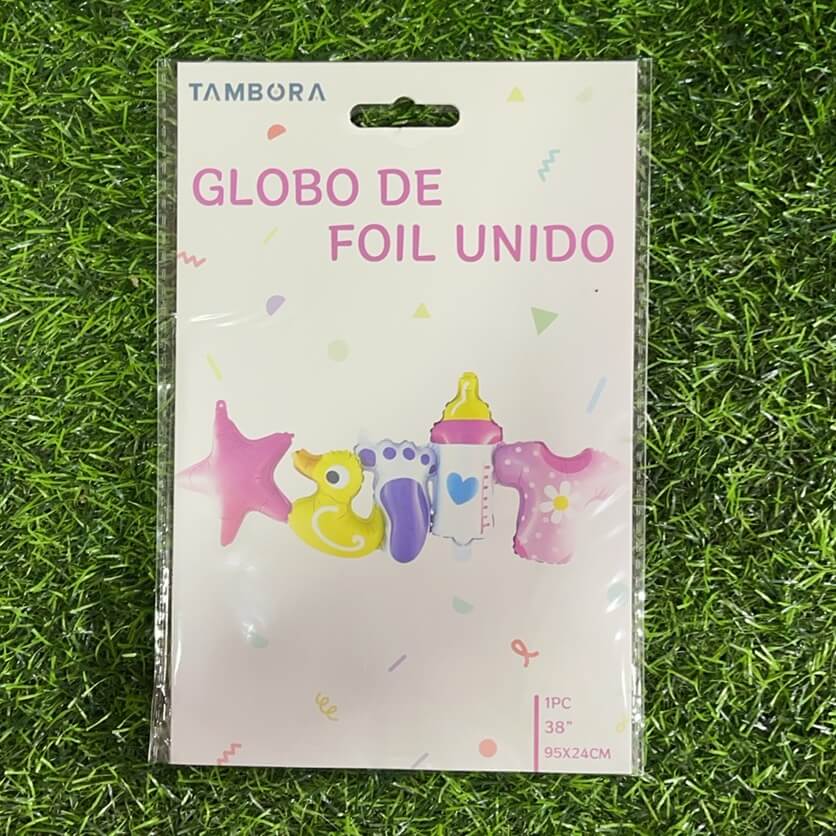 TAMBORA
GLOBO DE
FOIL UNIDO
1PC
38"
95X24CM